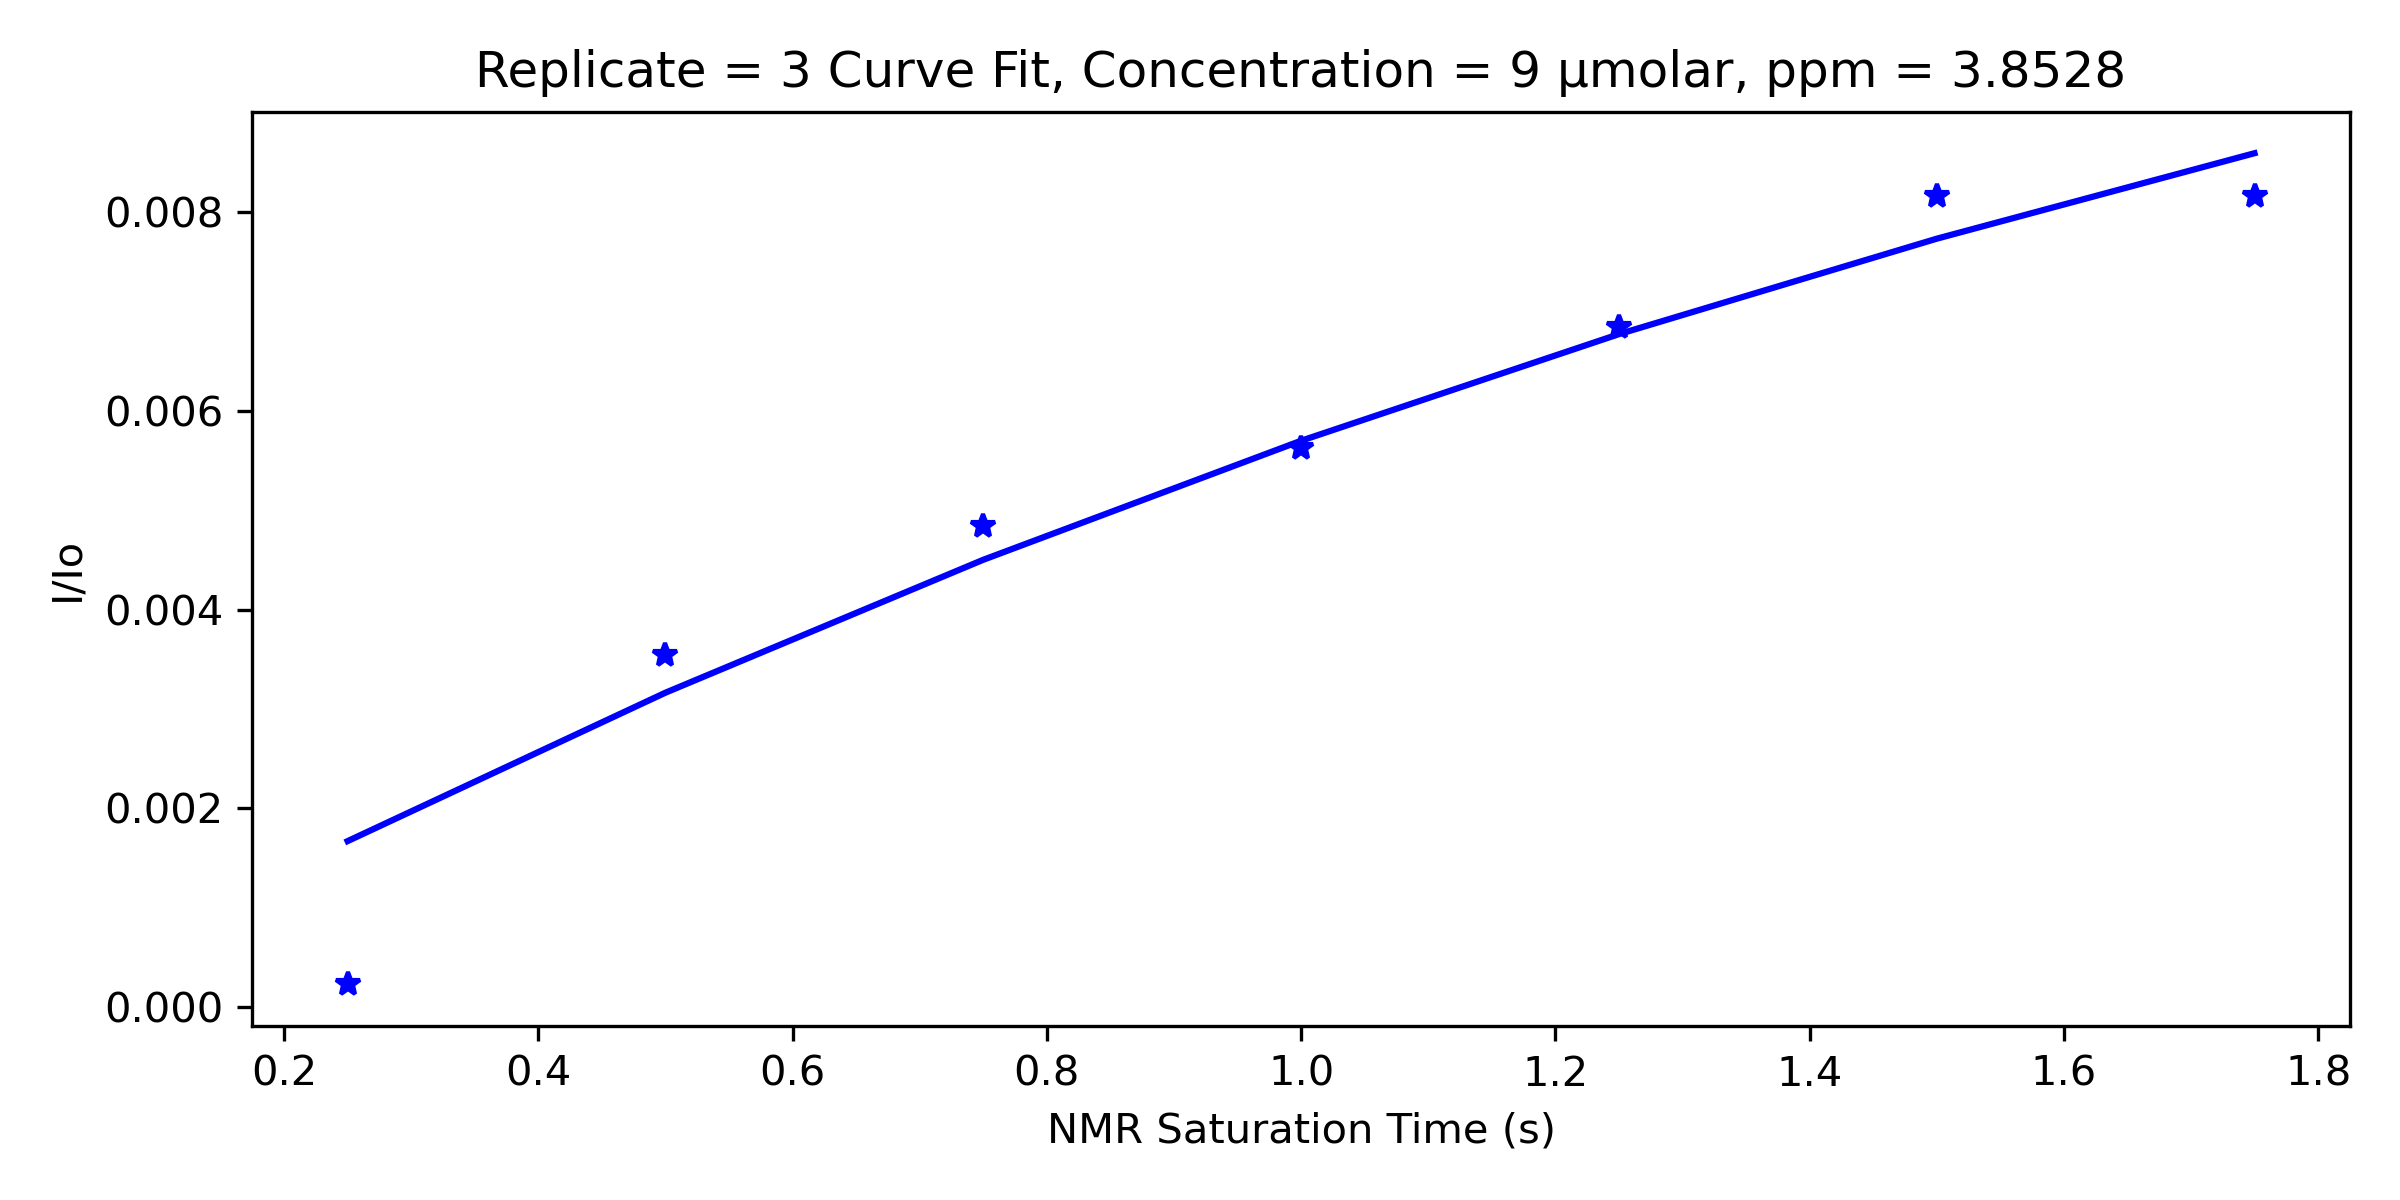 Replicate = 3 Curve Fit, Concentration = 9 μmolar, ppm = 3.8528
I/Io
0.008
0.006
0.004
0.002
0.000
0.2 0.4 0.6 0.8 1.0 1.2 1.4 1.6 1.8
NMR Saturation Time (s)